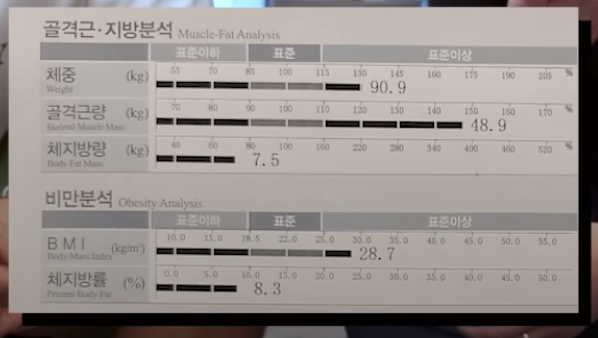 골격근·지방분석 Muscle-Fat Analysis
표준이하 표준 표준이상
체중 (kg) 55 70 85 100 115 130 145 160 175 190 205 %
Weight 90.9
골격근량 (kg) 70 80 90 100 110 120 130 140 150 160 170 %
Skeletal Muscle Mass 48.9
체지방량 (kg) 40 60 80 100 160 220 280 340 400 460 520 %
Body Fat Mass 7.5
비만분석 Obesity Analysis
표준이하 표준 표준이상
BMI (kg/m²) 10.0 15.0 18.5 22.0 25.0 30.0 35.0 40.0 45.0 50.0 55.0
Body Mass Index 28.7
체지방률 (%) 0.0 5.0 10.0 15.0 20.0 25.0 30.0 35.0 40.0 45.0 50.0
Percent Body Fat 8.3